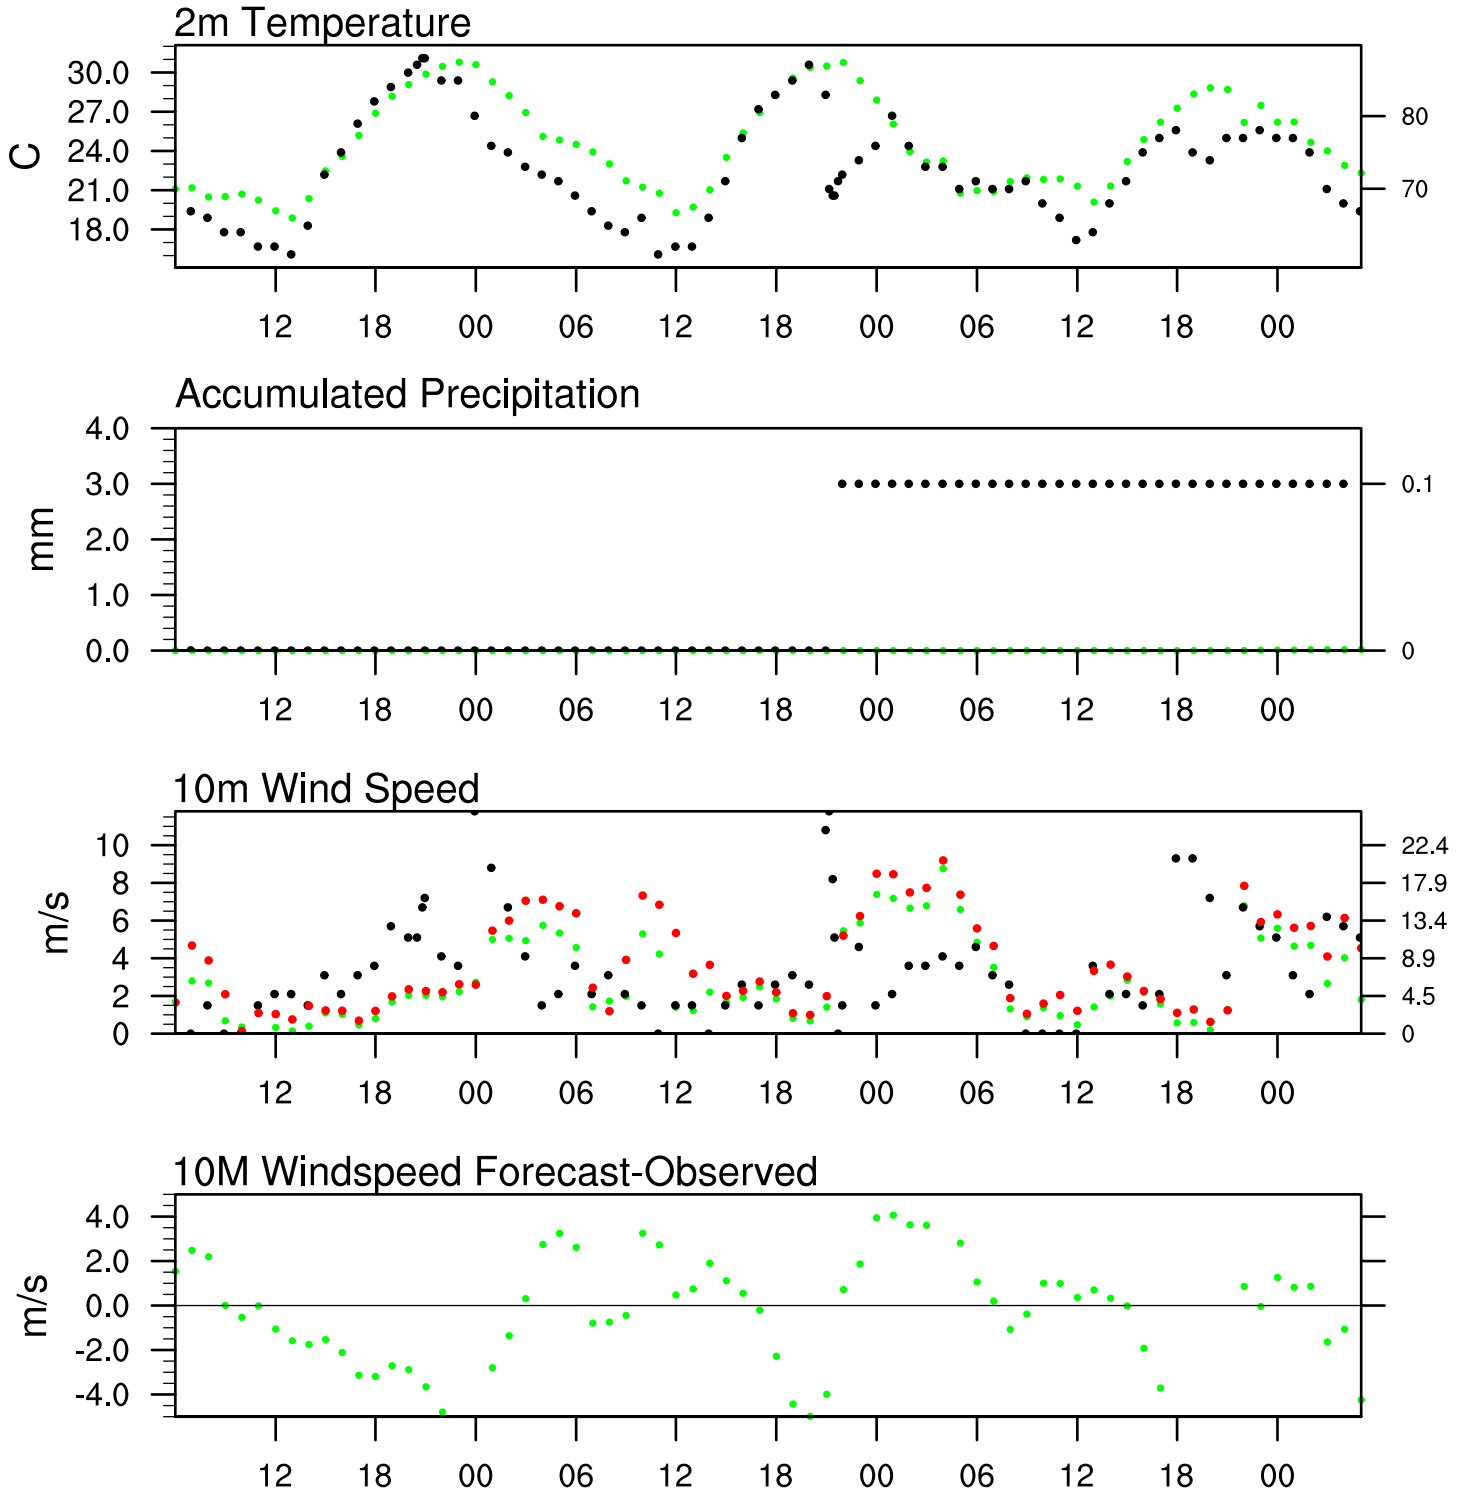 2m Temperature
30.0
27.0
24.0
21.0
18.0
C
80
70
12 18 00 06 12 18 00 06 12 18 00
Accumulated Precipitation
4.0
3.0
2.0
1.0
0.0
mm
0.1
0
12 18 00 06 12 18 00 06 12 18 00
10m Wind Speed
10
8
6
4
2
0
m/s
22.4
17.9
13.4
8.9
4.5
0
12 18 00 06 12 18 00 06 12 18 00
10M Windspeed Forecast-Observed
4.0
2.0
0.0
-2.0
-4.0
m/s
12 18 00 06 12 18 00 06 12 18 00